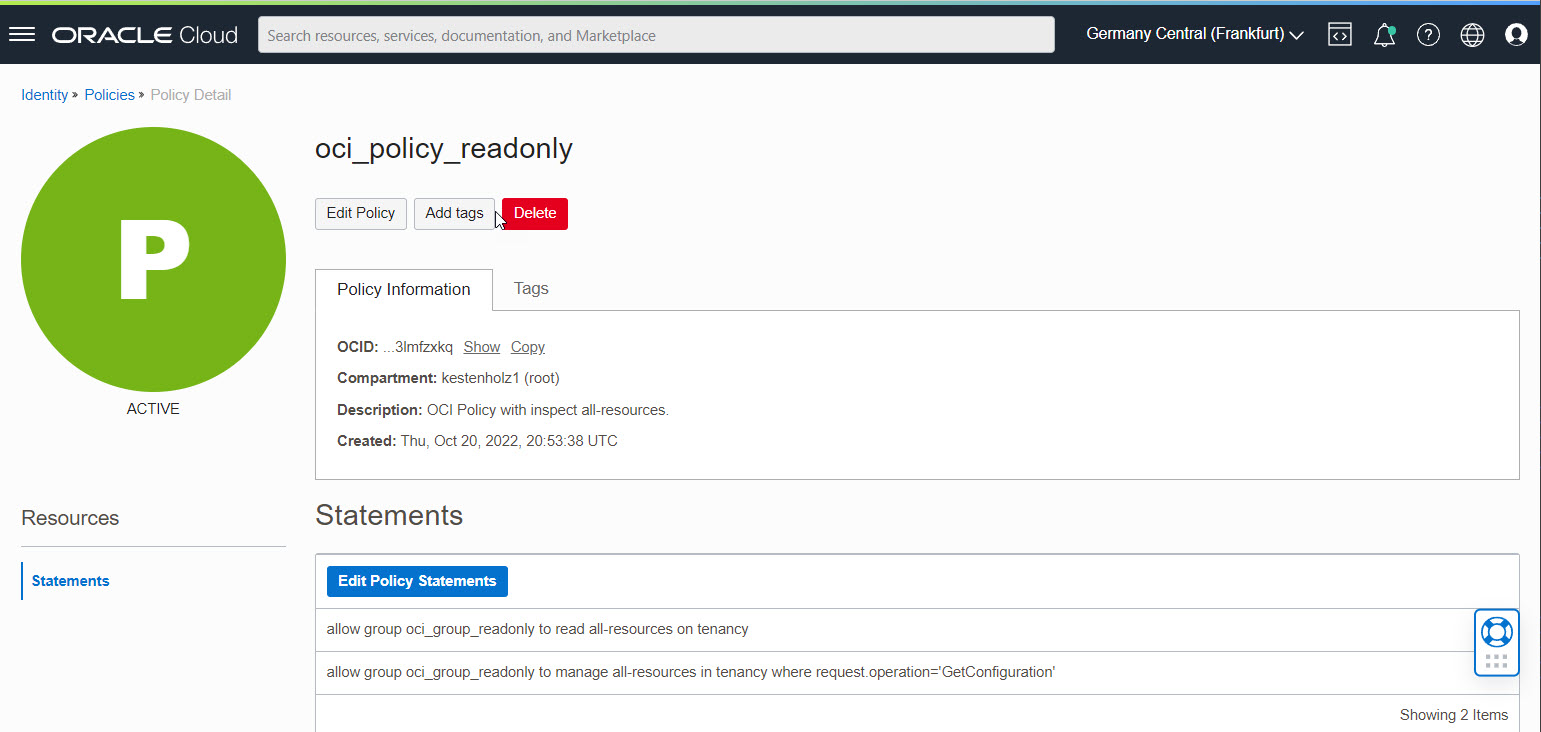 ORACLE Cloud Search resources, services, documentation, and Marketplace Germany Central (Frankfurt)
Identity » Policies » Policy Detail
P
ACTIVE
oci_policy_readonly
Edit Policy Add tags Delete
Policy Information Tags
OCID: ...3lmfzxkq Show Copy
Compartment: kestenholz1 (root)
Description: OCI Policy with inspect all-resources.
Created: Thu, Oct 20, 2022, 20:53:38 UTC
Resources
Statements
Statements
Edit Policy Statements
allow group oci_group_readonly to read all-resources on tenancy
allow group oci_group_readonly to manage all-resources in tenancy where request.operation='GetConfiguration'
Showing 2 Items